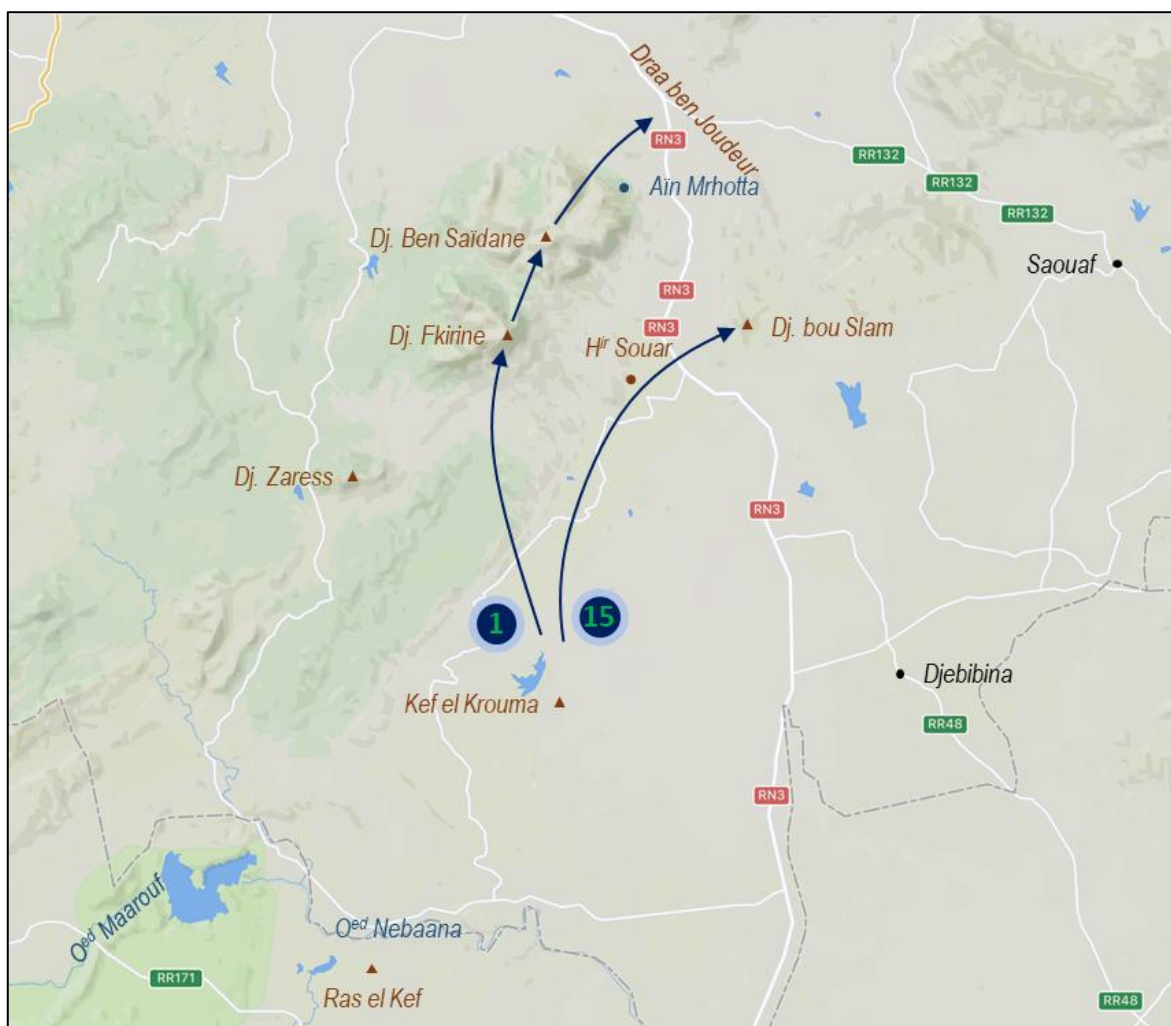 Draa ben Joudeur
RN3
RR132
Aïn Mrhotta
RR132
RR132
Dj. Ben Saïdane
Saouaf
RN3
Dj. Fkirine
RN3
Dj. bou Slam
Hir Souar
Dj. Zaress
RN3
1
15
Djebibina
Kef el Krouma
RR48
RN3
Oed Maarouf
Oed Nebaana
RR171
Ras el Kef
RR48